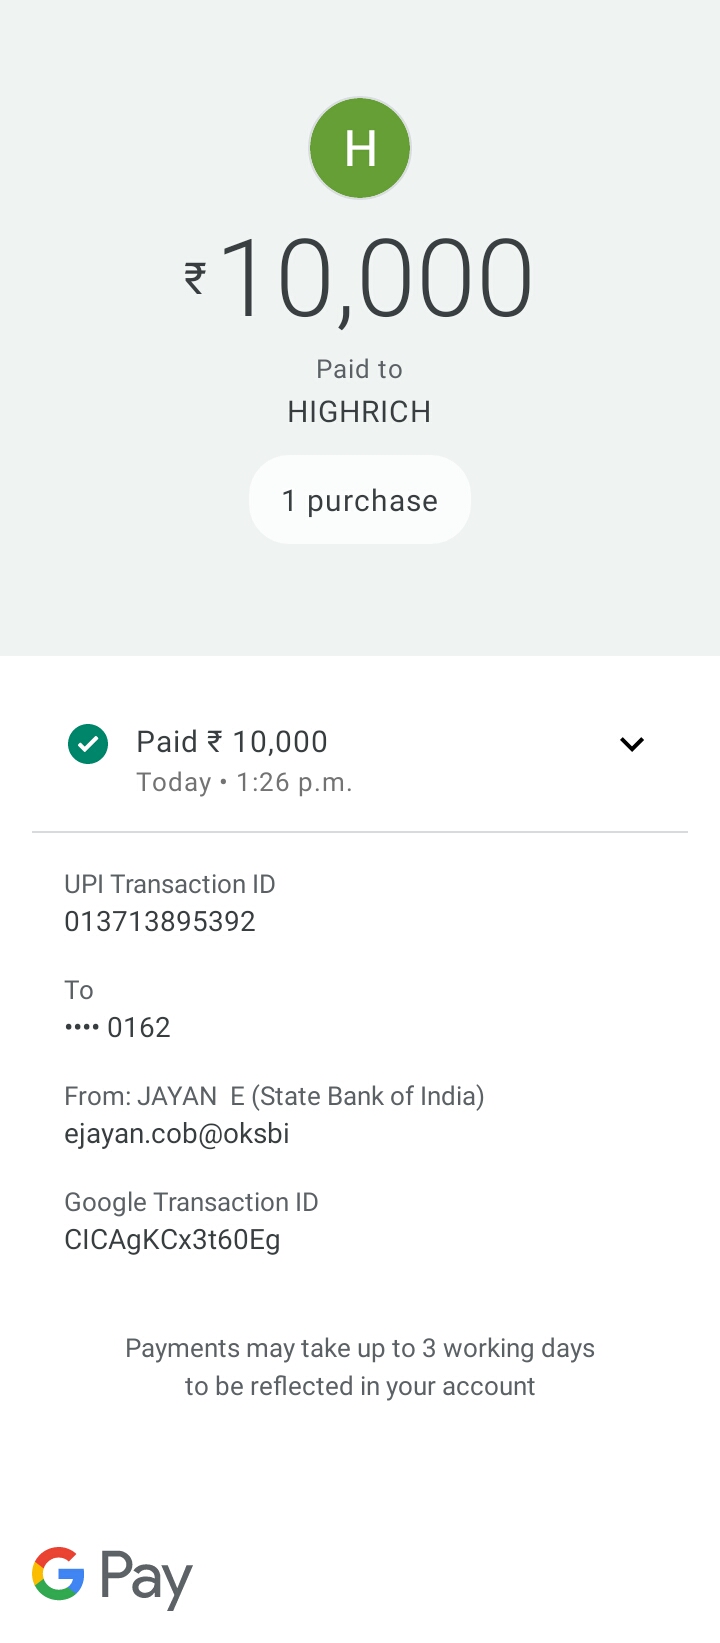 H
₹10,000
Paid to
HIGHRICH
1 purchase
Paid ₹ 10,000
Today • 1:26 p.m.
UPI Transaction ID
013713895392
To
•••• 0162
From: JAYAN  E (State Bank of India)
ejayan.cob@oksbi
Google Transaction ID
CICAgKCx3t60Eg
Payments may take up to 3 working days
to be reflected in your account
G Pay